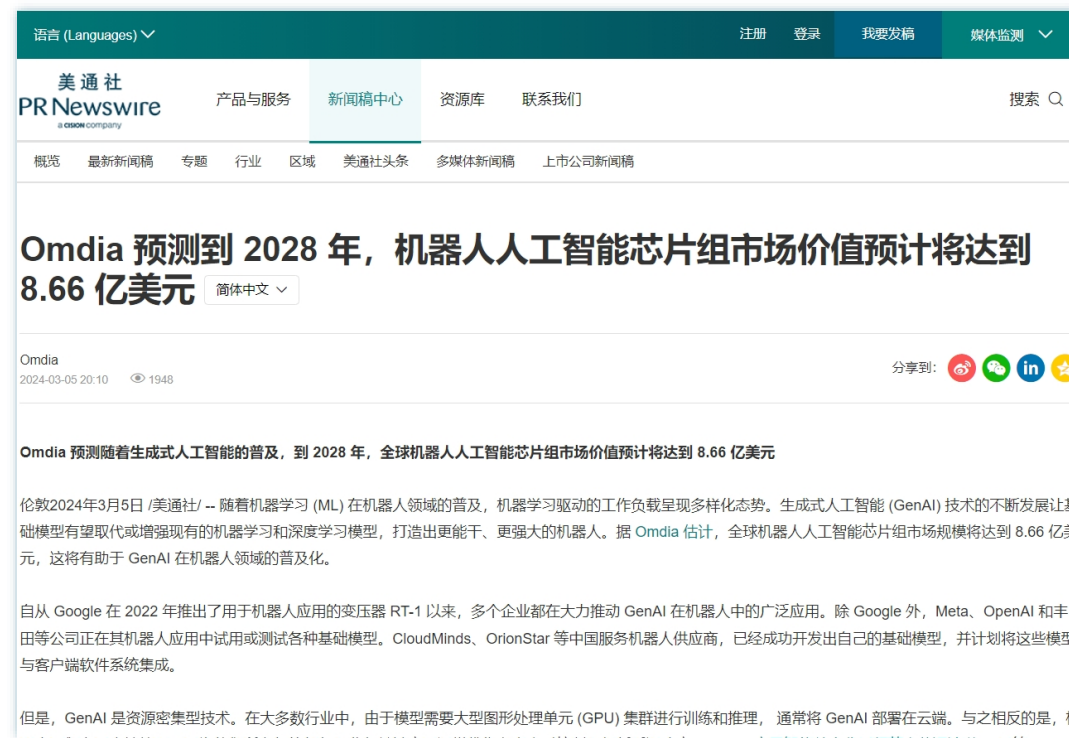 语言 (Languages)
注册 登录 我要发稿 媒体监测
美通社
PR Newswire
a CISION company
产品与服务 新闻稿中心 资源库 联系我们 搜索
概览 最新新闻稿 专题 行业 区域 美通社头条 多媒体新闻稿 上市公司新闻稿
Omdia 预测到 2028 年，机器人人工智能芯片组市场价值预计将达到
8.66 亿美元 简体中文
Omdia
2024-03-05 20:10 1948
分享到:
Omdia 预测随着生成式人工智能的普及，到 2028 年，全球机器人人工智能芯片组市场价值预计将达到 8.66 亿美元
伦敦2024年3月5日 /美通社/ -- 随着机器学习 (ML) 在机器人领域的普及，机器学习驱动的工作负载呈现多样化态势。生成式人工智能 (GenAI) 技术的不断发展让
础模型有望取代或增强现有的机器学习和深度学习模型，打造出更能干、更强大的机器人。据 Omdia 估计，全球机器人人工智能芯片组市场规模将达到 8.66 亿
元，这将有助于 GenAI 在机器人领域的普及化。
自从 Google 在 2022 年推出了用于机器人应用的变压器 RT-1 以来，多个企业都在大力推动 GenAI 在机器人中的广泛应用。除 Google 外，Meta、OpenAI 和丰
田等公司正在其机器人应用中试用或测试各种基础模型。CloudMinds、OrionStar 等中国服务机器人供应商，已经成功开发出自己的基础模型，并计划将这些模型
与客户端软件系统集成。
但是，GenAI 是资源密集型技术。在大多数行业中，由于模型需要大型图形处理单元 (GPU) 集群进行训练和推理， 通常将 GenAI 部署在云端。与之相反的是，